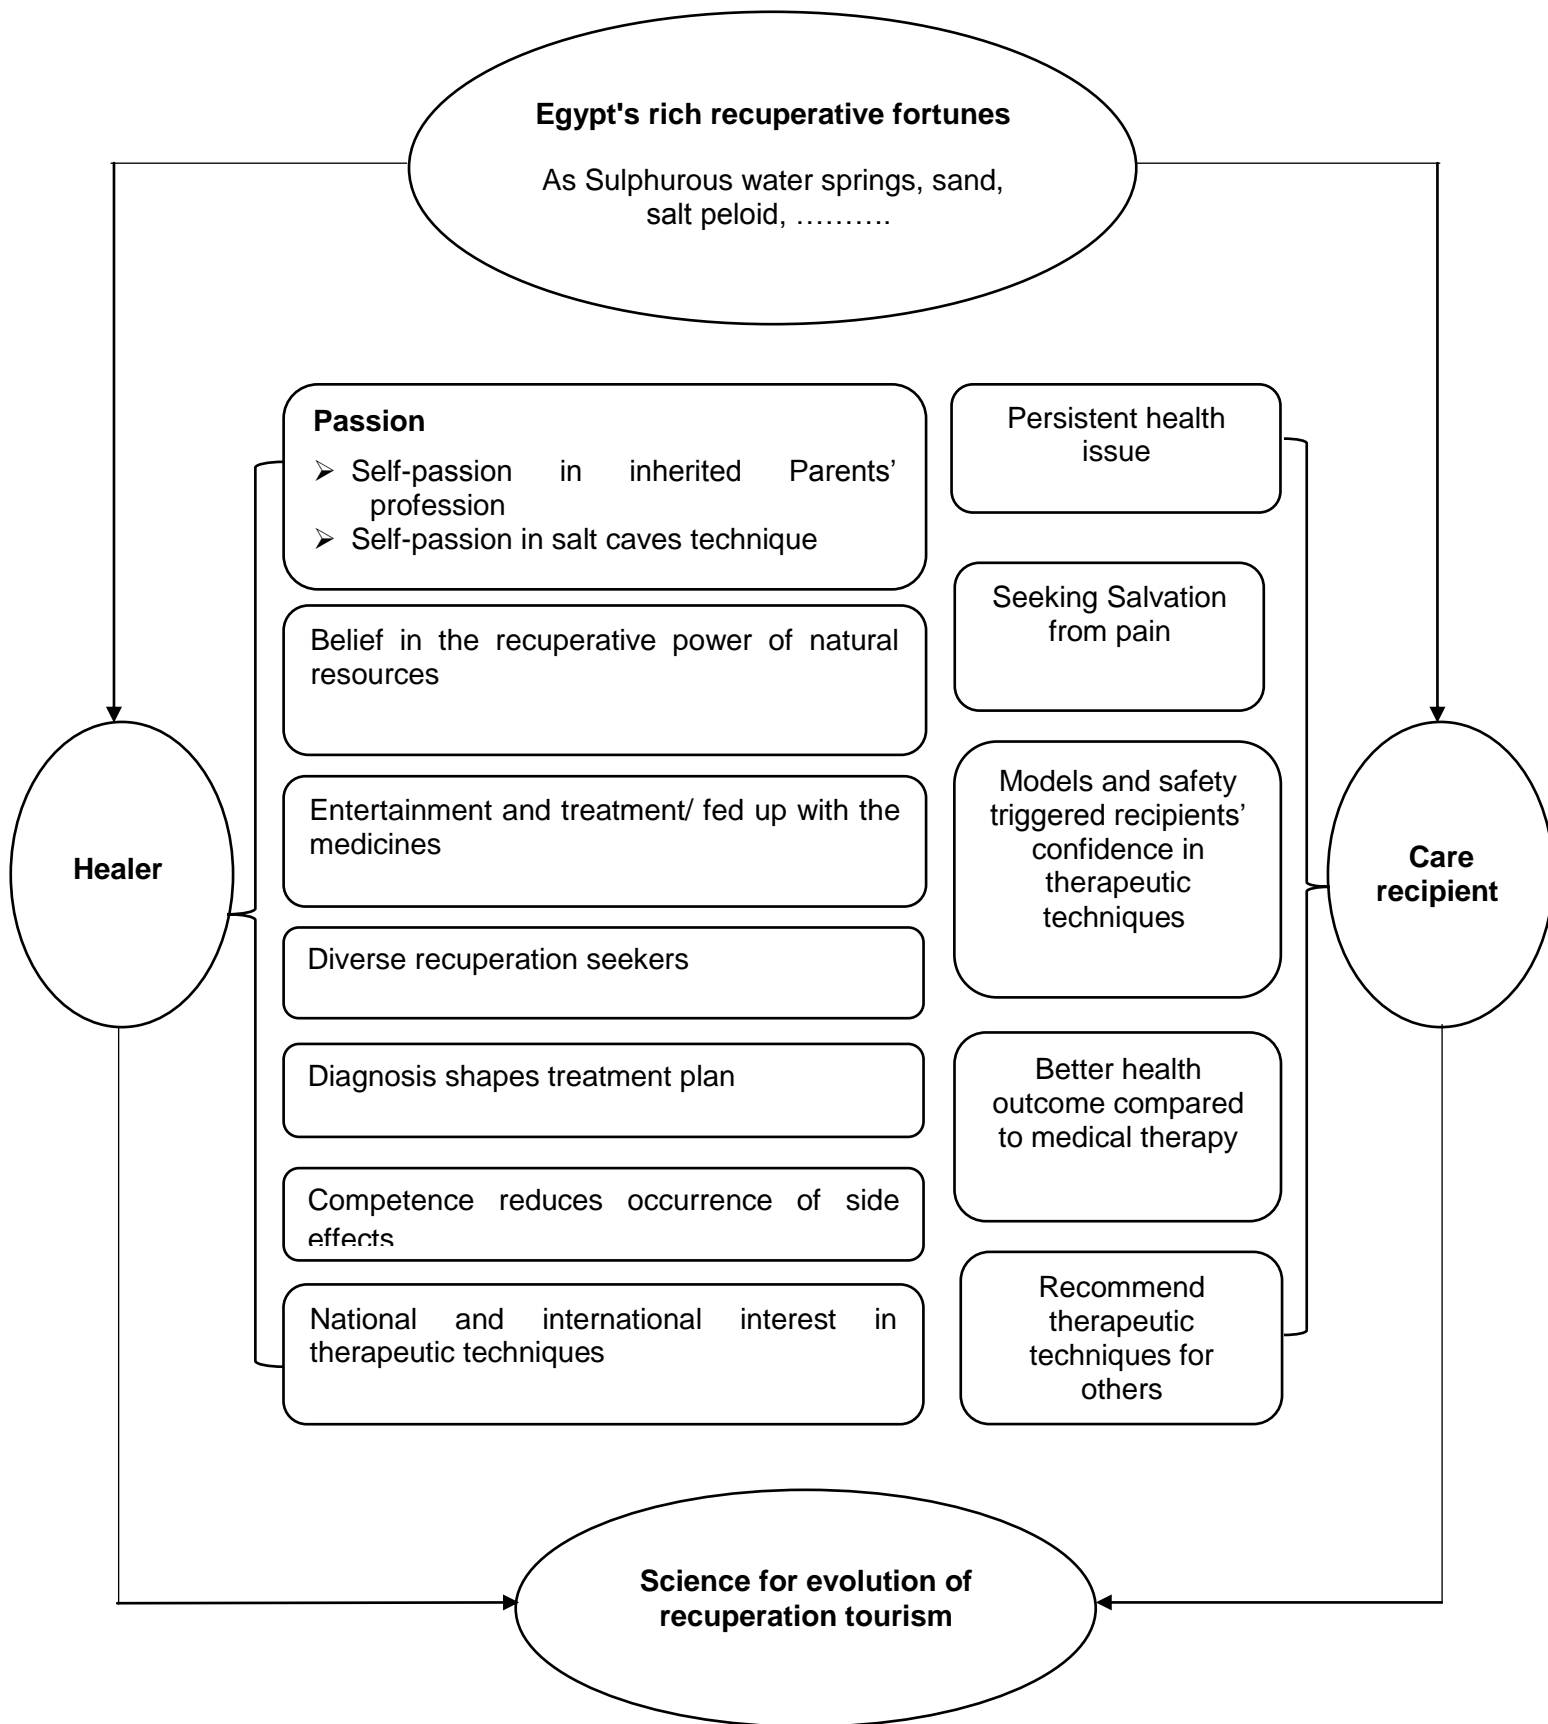 Egypt's rich recuperative fortunes
As Sulphurous water springs, sand,
salt peloid, ……….
Passion
➢ Self-passion in inherited Parents’
profession
➢ Self-passion in salt caves technique
Belief in the recuperative power of natural
resources
Entertainment and treatment/ fed up with the
medicines
Diverse recuperation seekers
Diagnosis shapes treatment plan
Competence reduces occurrence of side
effects
National and international interest in
therapeutic techniques
Persistent health
issue
Seeking Salvation
from pain
Models and safety
triggered recipients’
confidence in
therapeutic
techniques
Better health
outcome compared
to medical therapy
Recommend
therapeutic
techniques for
others
Healer
Care
recipient
Science for evolution of
recuperation tourism